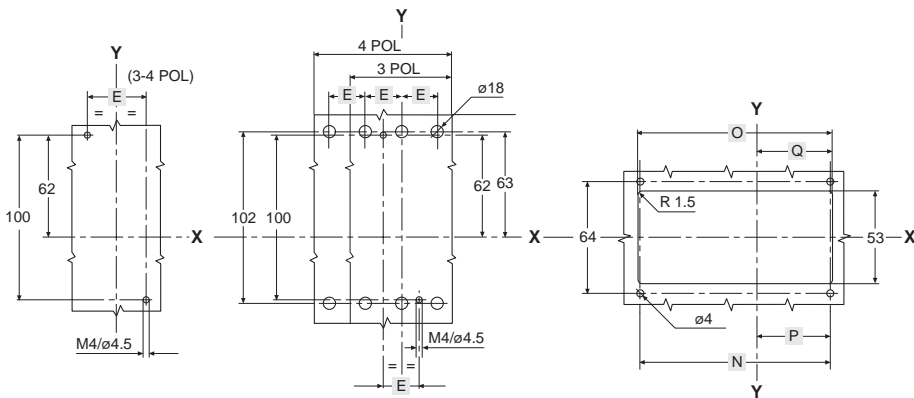 Y
(3-4 POL)
E
= =
62
100
X
M4/ø4.5
Y
4 POL
3 POL
E E E
ø18
102
100
62
63
X
M4/ø4.5
= =
E
Y
O
Q
R 1.5
64
53
X
X
ø4
P
N
Y